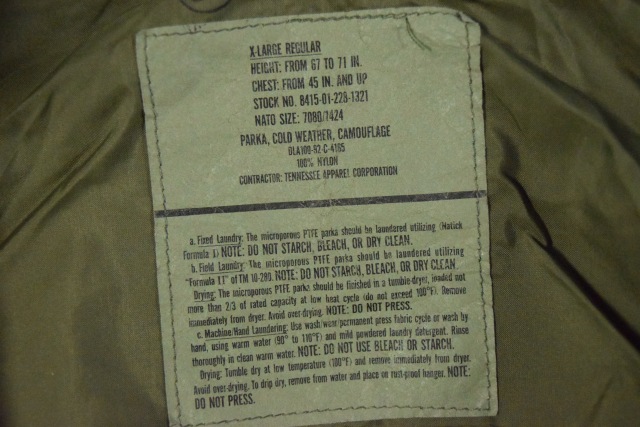 X-LARGE REGULAR
HEIGHT: FROM 67 TO 71 IN.
CHEST: FROM 45 IN. AND UP
STOCK NO. 8415-01-228-1321
NATO SIZE: 7080/7424
PARKA, COLD WEATHER, CAMOUFLAGE
DLA100-82-C-4165
100% NYLON
CONTRACTOR: TENNESSEE APPAREL CORPORATION
a. Fixed Laundry: The microporous PTFE parka should be laundered utilizing (Natick
Formula 1) NOTE: DO NOT STARCH, BLEACH, OR DRY CLEAN.
b. Field Laundry: The microporous PTFE parka should be laundered utilizing
"Formula 11" of TM 10-280. NOTE: DO NOT STARCH, BLEACH, OR DRY CLEAN.
Drying: The microporous PTFE parka should be finished in a tumble-dryer, loaded not
more than 2/3 of rated capacity at low heat cycle (do not exceed 100°F). Remove
immediately from dryer. Avoid over-drying. NOTE: DO NOT PRESS.
c. Machine/Hand Laundering: Use wash/wear/permanent press fabric cycle or wash by
hand, using warm water (90° to 110°F) and mild powdered laundry detergent. Rinse
thoroughly in clean warm water. NOTE: DO NOT USE BLEACH OR STARCH.
Drying: Tumble dry at low temperature (100°F) and remove immediately from dryer.
Avoid over-drying. To drip dry, remove from water and place on rust-proof hanger. NOTE:
DO NOT PRESS.